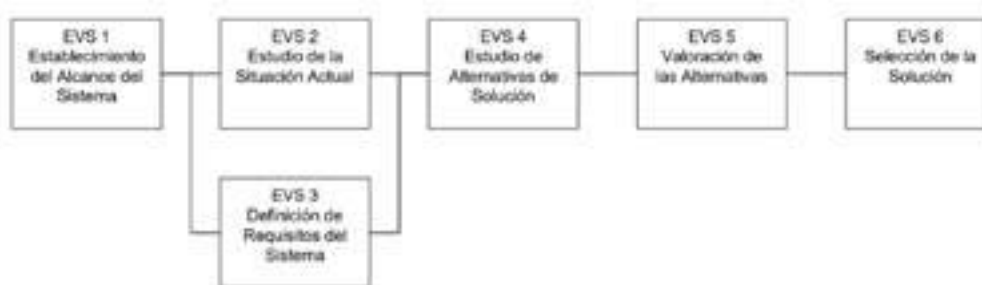 EVS 1
Establecimiento
del Alcance del
Sistema
EVS 2
Estudio de la
Situación Actual
EVS 4
Estudio de
Alternativas de
Solución
EVS 5
Valoración de
las Alternativas
EVS 6
Selección de la
Solución
EVS 3
Definición de
Requisitos del
Sistema